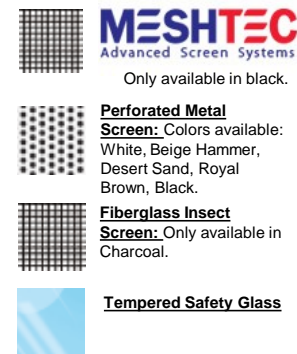 MESHTEC
Advanced Screen Systems
Only available in black.
Perforated Metal
Screen: Colors available:
White, Beige Hammer,
Desert Sand, Royal
Brown, Black.
Fiberglass Insect
Screen: Only available in
Charcoal.
Tempered Safety Glass